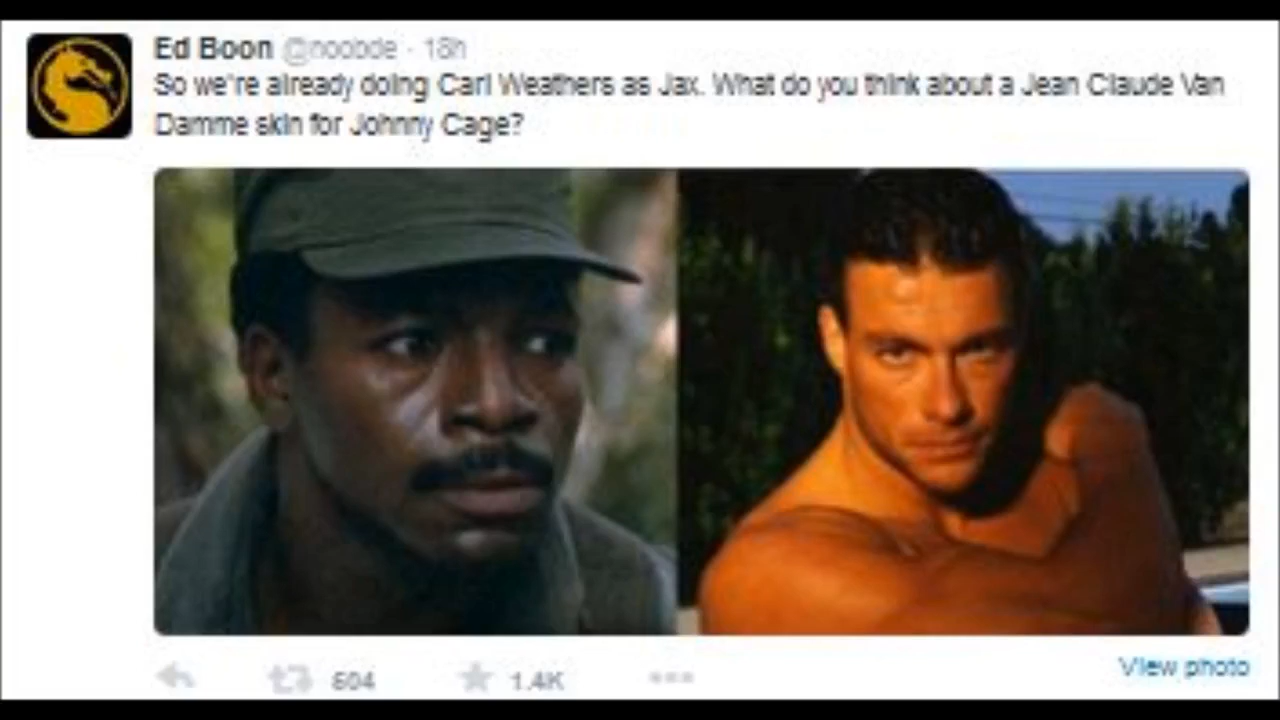 Ed Boon @noobde · 18h
So we're already doing Carl Weathers as Jax. What do you think about a Jean Claude Van
Damme skin for Johnny Cage?
View photo
504 1.4K